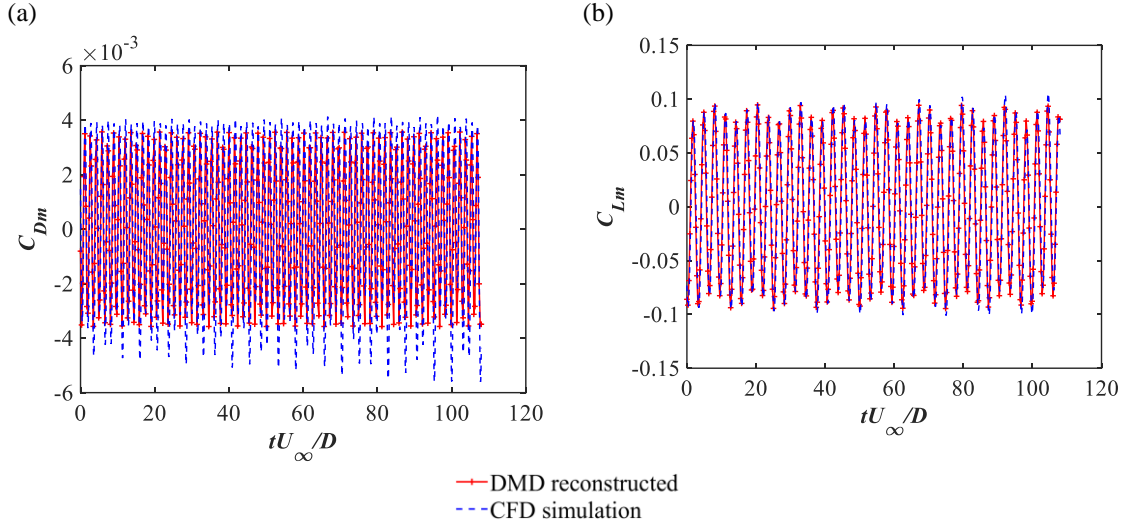 (a)
×10⁻³
6
4
2
0
-2
-4
-6
C_Dm
0 20 40 60 80 100 120
tU_∞/D
(b)
0.15
0.1
0.05
0
-0.05
-0.1
-0.15
C_Lm
0 20 40 60 80 100 120
tU_∞/D
DMD reconstructed
CFD simulation